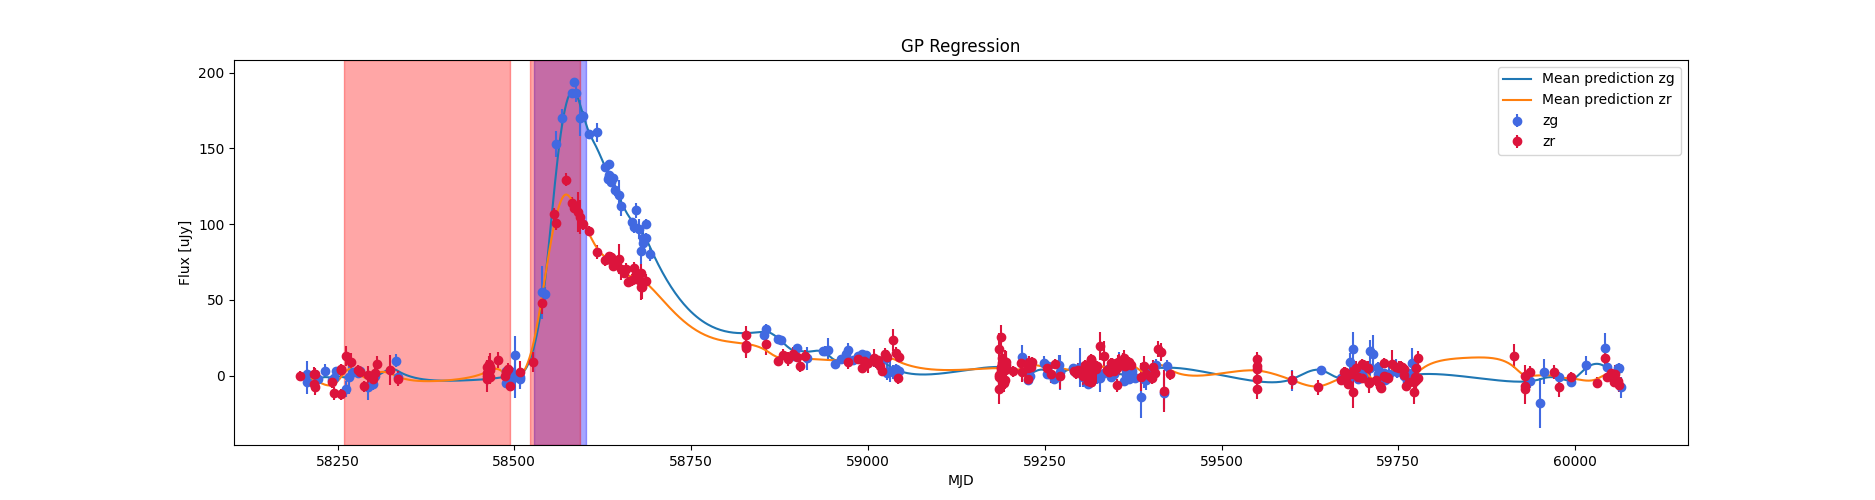 GP Regression
Flux [uJy]
200
150
100
50
0
58250
58500
58750
59000
59250
59500
59750
60000
MJD
Mean prediction zg
Mean prediction zr
zg
zr